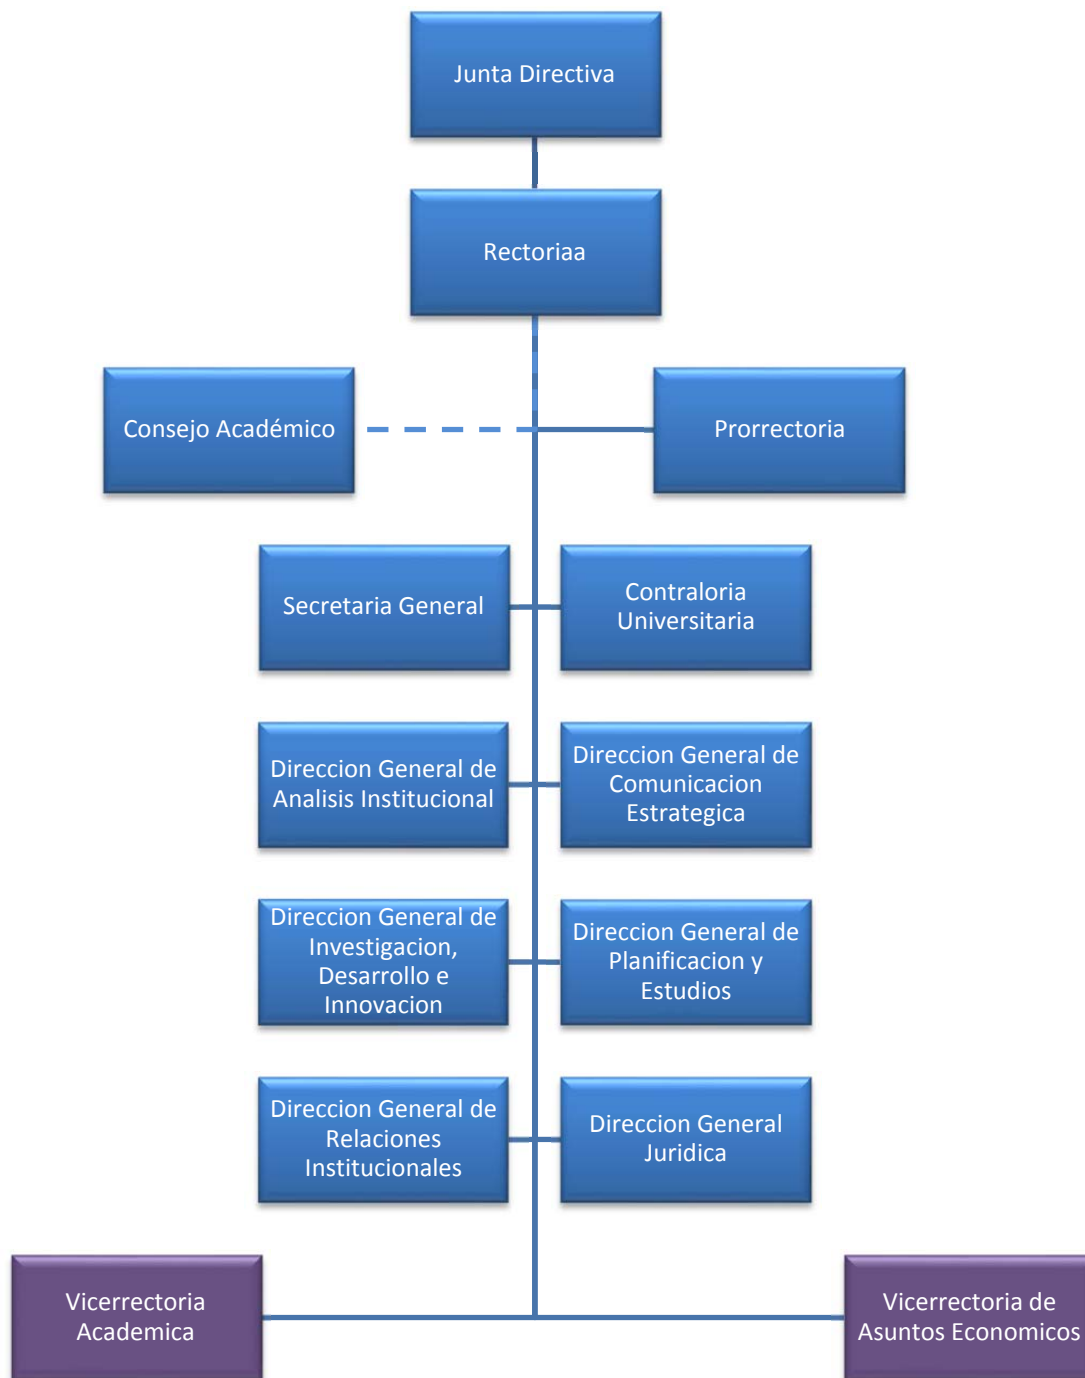 Junta Directiva
Rectoriaa
Consejo Académico
Prorrectoria
Secretaria General
Contraloria
Universitaria
Direccion General de
Analisis Institucional
Direccion General de
Comunicacion
Estrategica
Direccion General de
Investigacion,
Desarrollo e
Innovacion
Direccion General de
Planificacion y
Estudios
Direccion General de
Relaciones
Institucionales
Direccion General
Juridica
Vicerrectoria
Academica
Vicerrectoria de
Asuntos Economicos